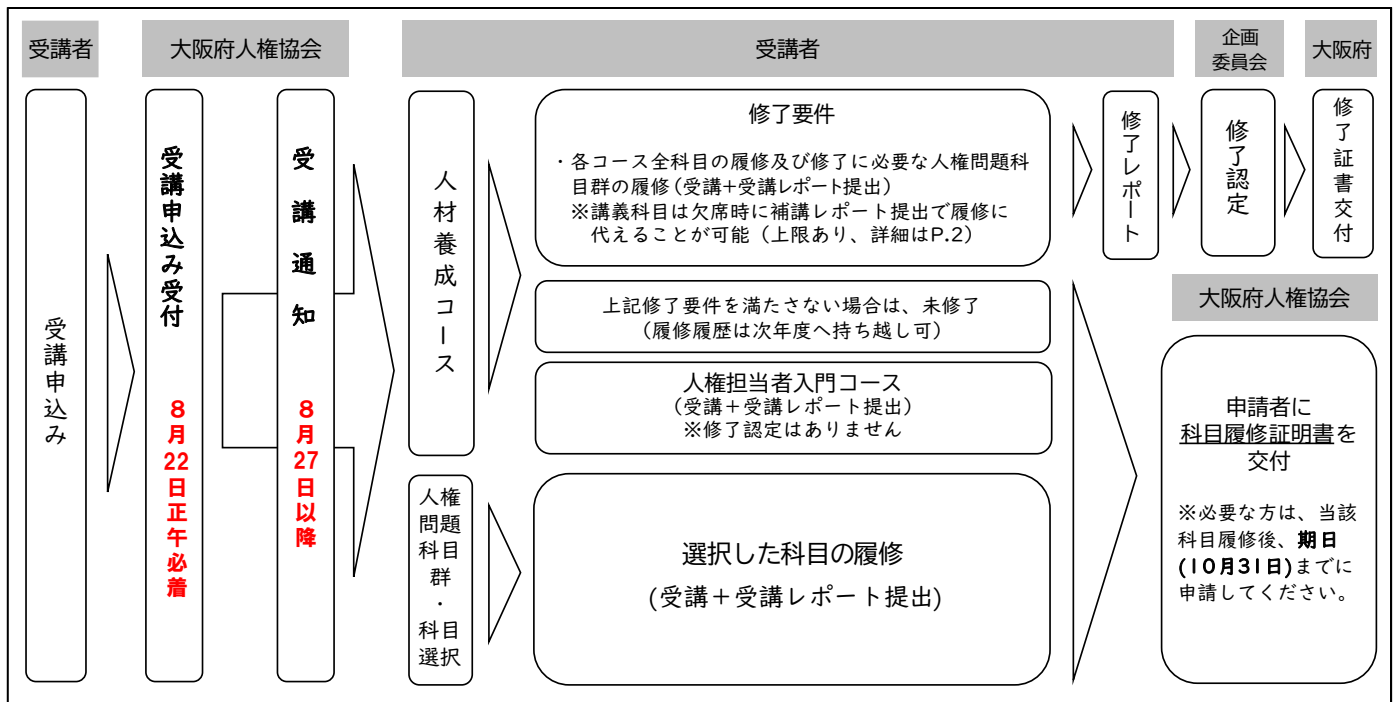 受講者
大阪府人権協会
受講者
企画
委員会
大阪府
受講申込み
受講申込み受付
8月22日正午必着
受講通知
8月27日以降
人材養成コース
修了要件
・各コース全科目の履修及び修了に必要な人権問題科
目群の履修(受講+受講レポート提出)
※講義科目は欠席時に補講レポート提出で履修に
代えることが可能（上限あり、詳細はP.2）
上記修了要件を満たさない場合は、未修了
(履修履歴は次年度へ持ち越し可)
人権担当者入門コース
(受講＋受講レポート提出)
※修了認定はありません
人権
問題
科目
群
・
科目
選択
選択した科目の履修
(受講＋受講レポート提出)
修了レポート
修了認定
修了証書交付
大阪府人権協会
申請者に
科目履修証明書を
交付
※必要な方は、当該
科目履修後、期日
(10月31日)までに
申請してください。